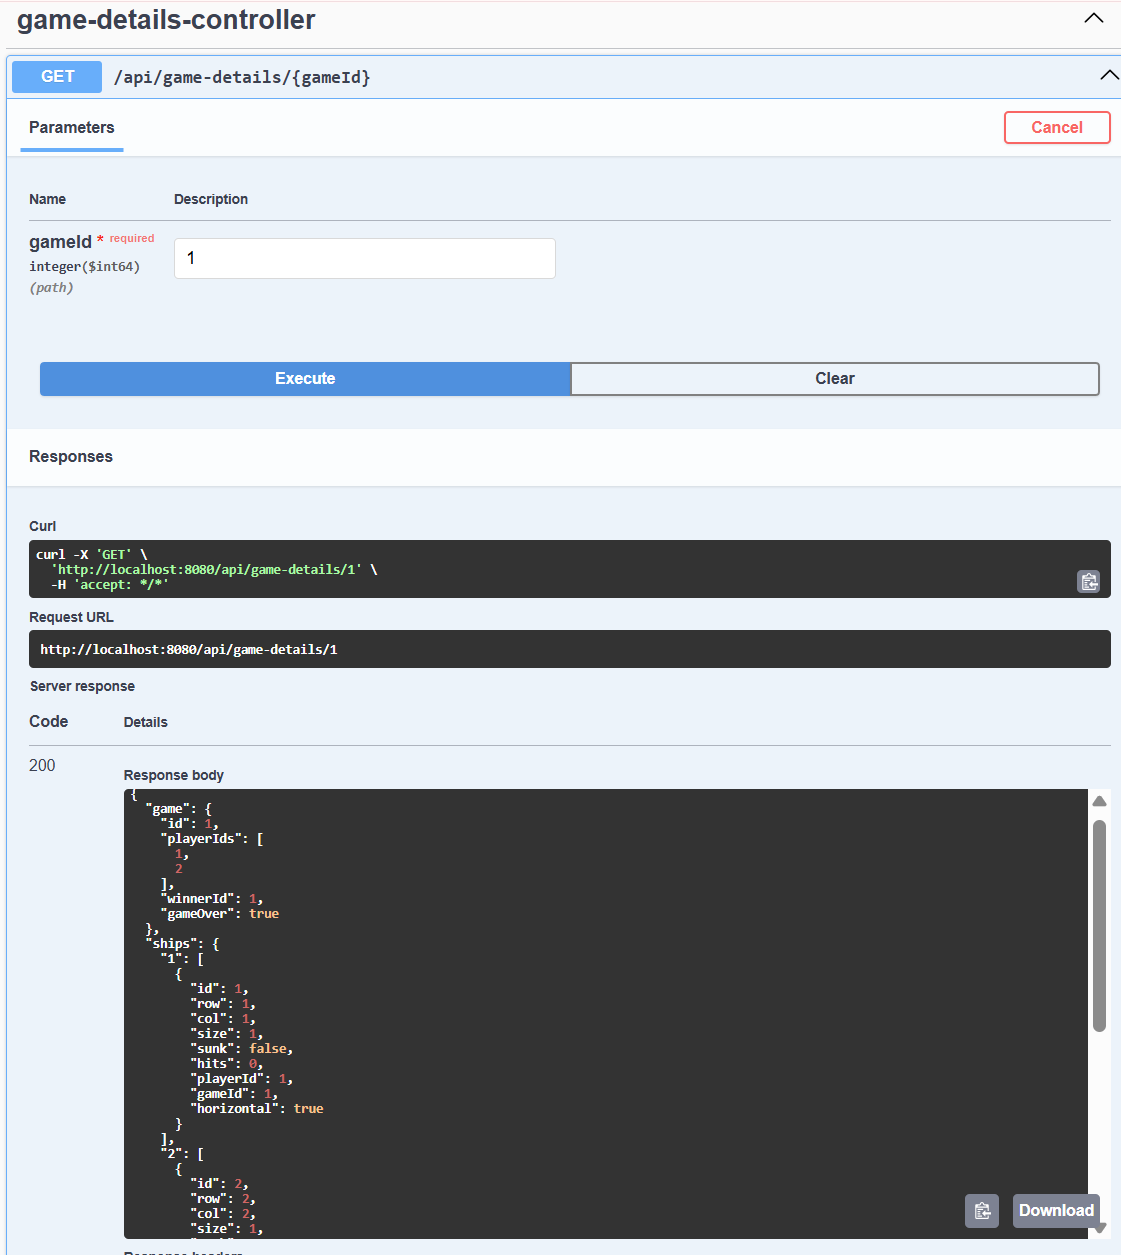 game-details-controller
GET /api/game-details/{gameId}
Parameters
Cancel
Name Description
gameId * required
integer($int64)
(path)
1
Execute Clear
Responses
Curl
curl -X 'GET' \
  'http://localhost:8080/api/game-details/1' \
  -H 'accept: */*'
Request URL
http://localhost:8080/api/game-details/1
Server response
Code Details
200
Response body
{
  "game": {
    "id": 1,
    "playerIds": [
      1,
      2
    ],
    "winnerId": 1,
    "gameOver": true
  },
  "ships": {
    "1": [
      {
        "id": 1,
        "row": 1,
        "col": 1,
        "size": 1,
        "sunk": false,
        "hits": 0,
        "playerId": 1,
        "gameId": 1,
        "horizontal": true
      }
    ],
    "2": [
      {
        "id": 2,
        "row": 2,
        "col": 2,
        "size": 1,
Download
Response headers